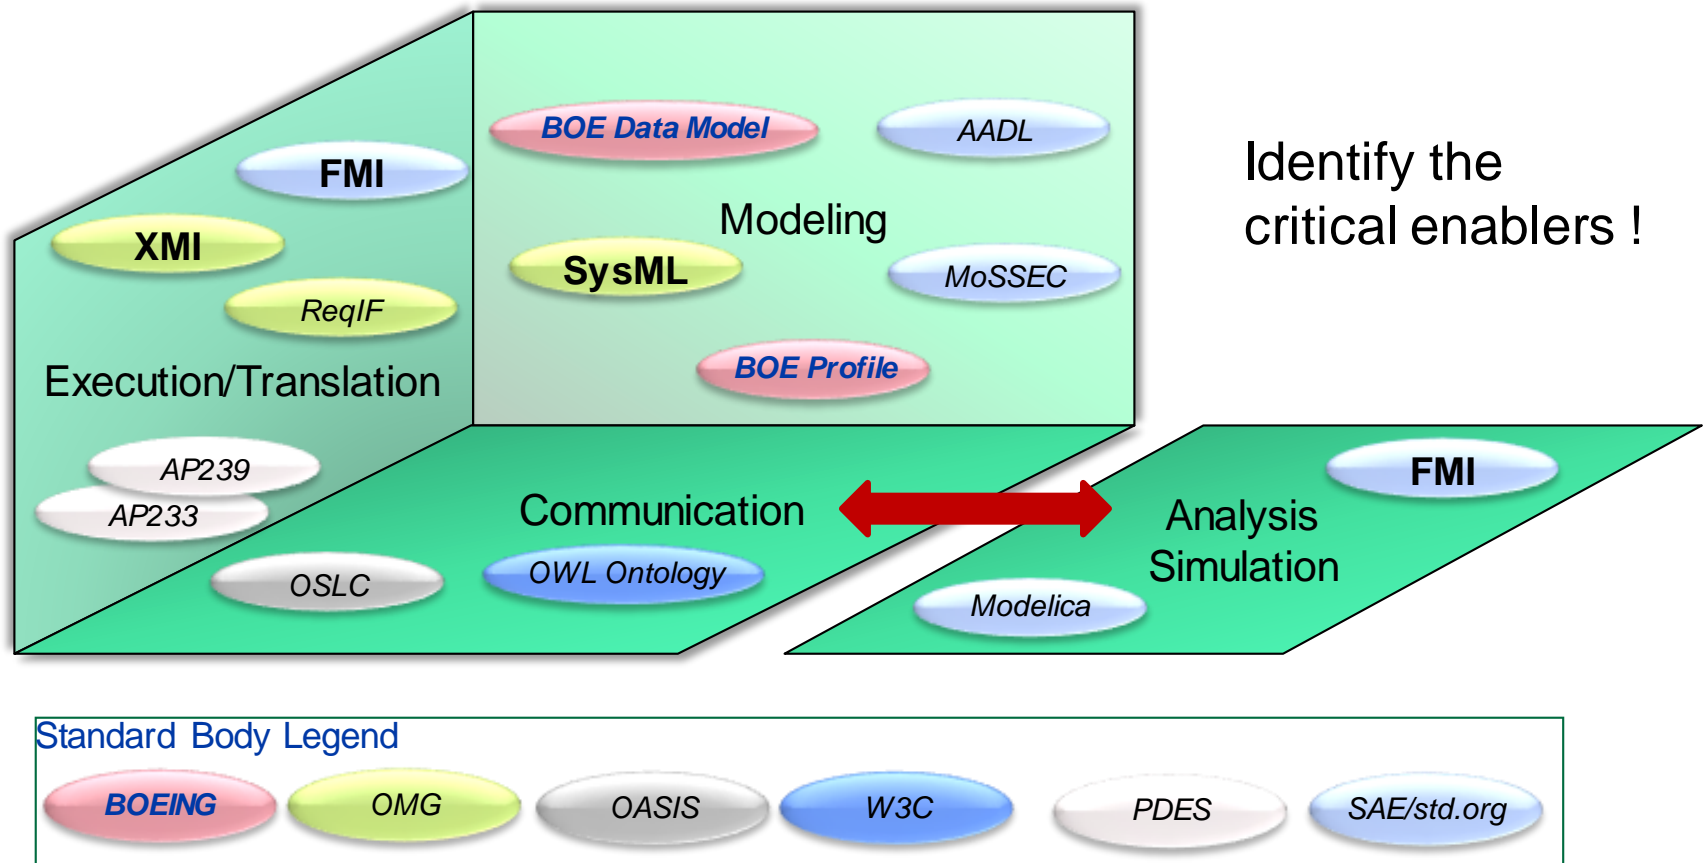 BOE Data Model
AADL
FMI
Modeling
XMI
SysML
MoSSEC
ReqIF
BOE Profile
Execution/Translation
AP239
AP233
Identify the
critical enablers !
Communication
OSLC
OWL Ontology
FMI
Analysis
Simulation
Modelica
Standard Body Legend
BOEING
OMG
OASIS
W3C
PDES
SAE/std.org